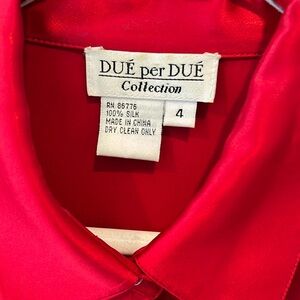 DUÉ per DUÉ
Collection
RN 86776
100% SILK
MADE IN CHINA
DRY CLEAN ONLY
4